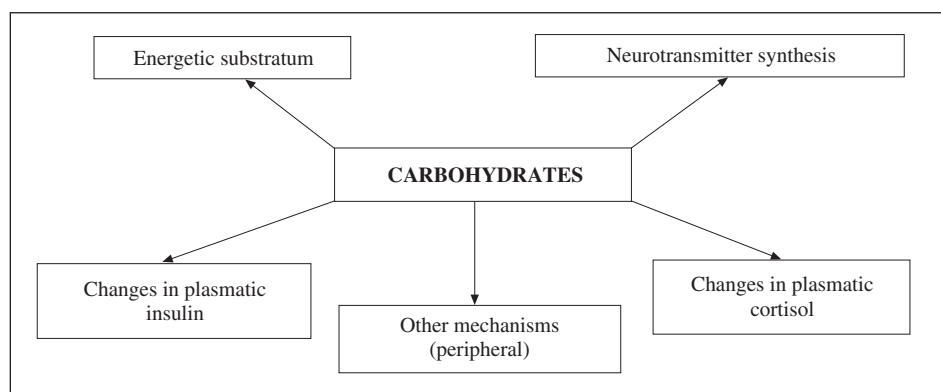 Energetic substratum
Neurotransmitter synthesis
CARBOHYDRATES
Changes in plasmatic
insulin
Other mechanisms
(peripheral)
Changes in plasmatic
cortisol